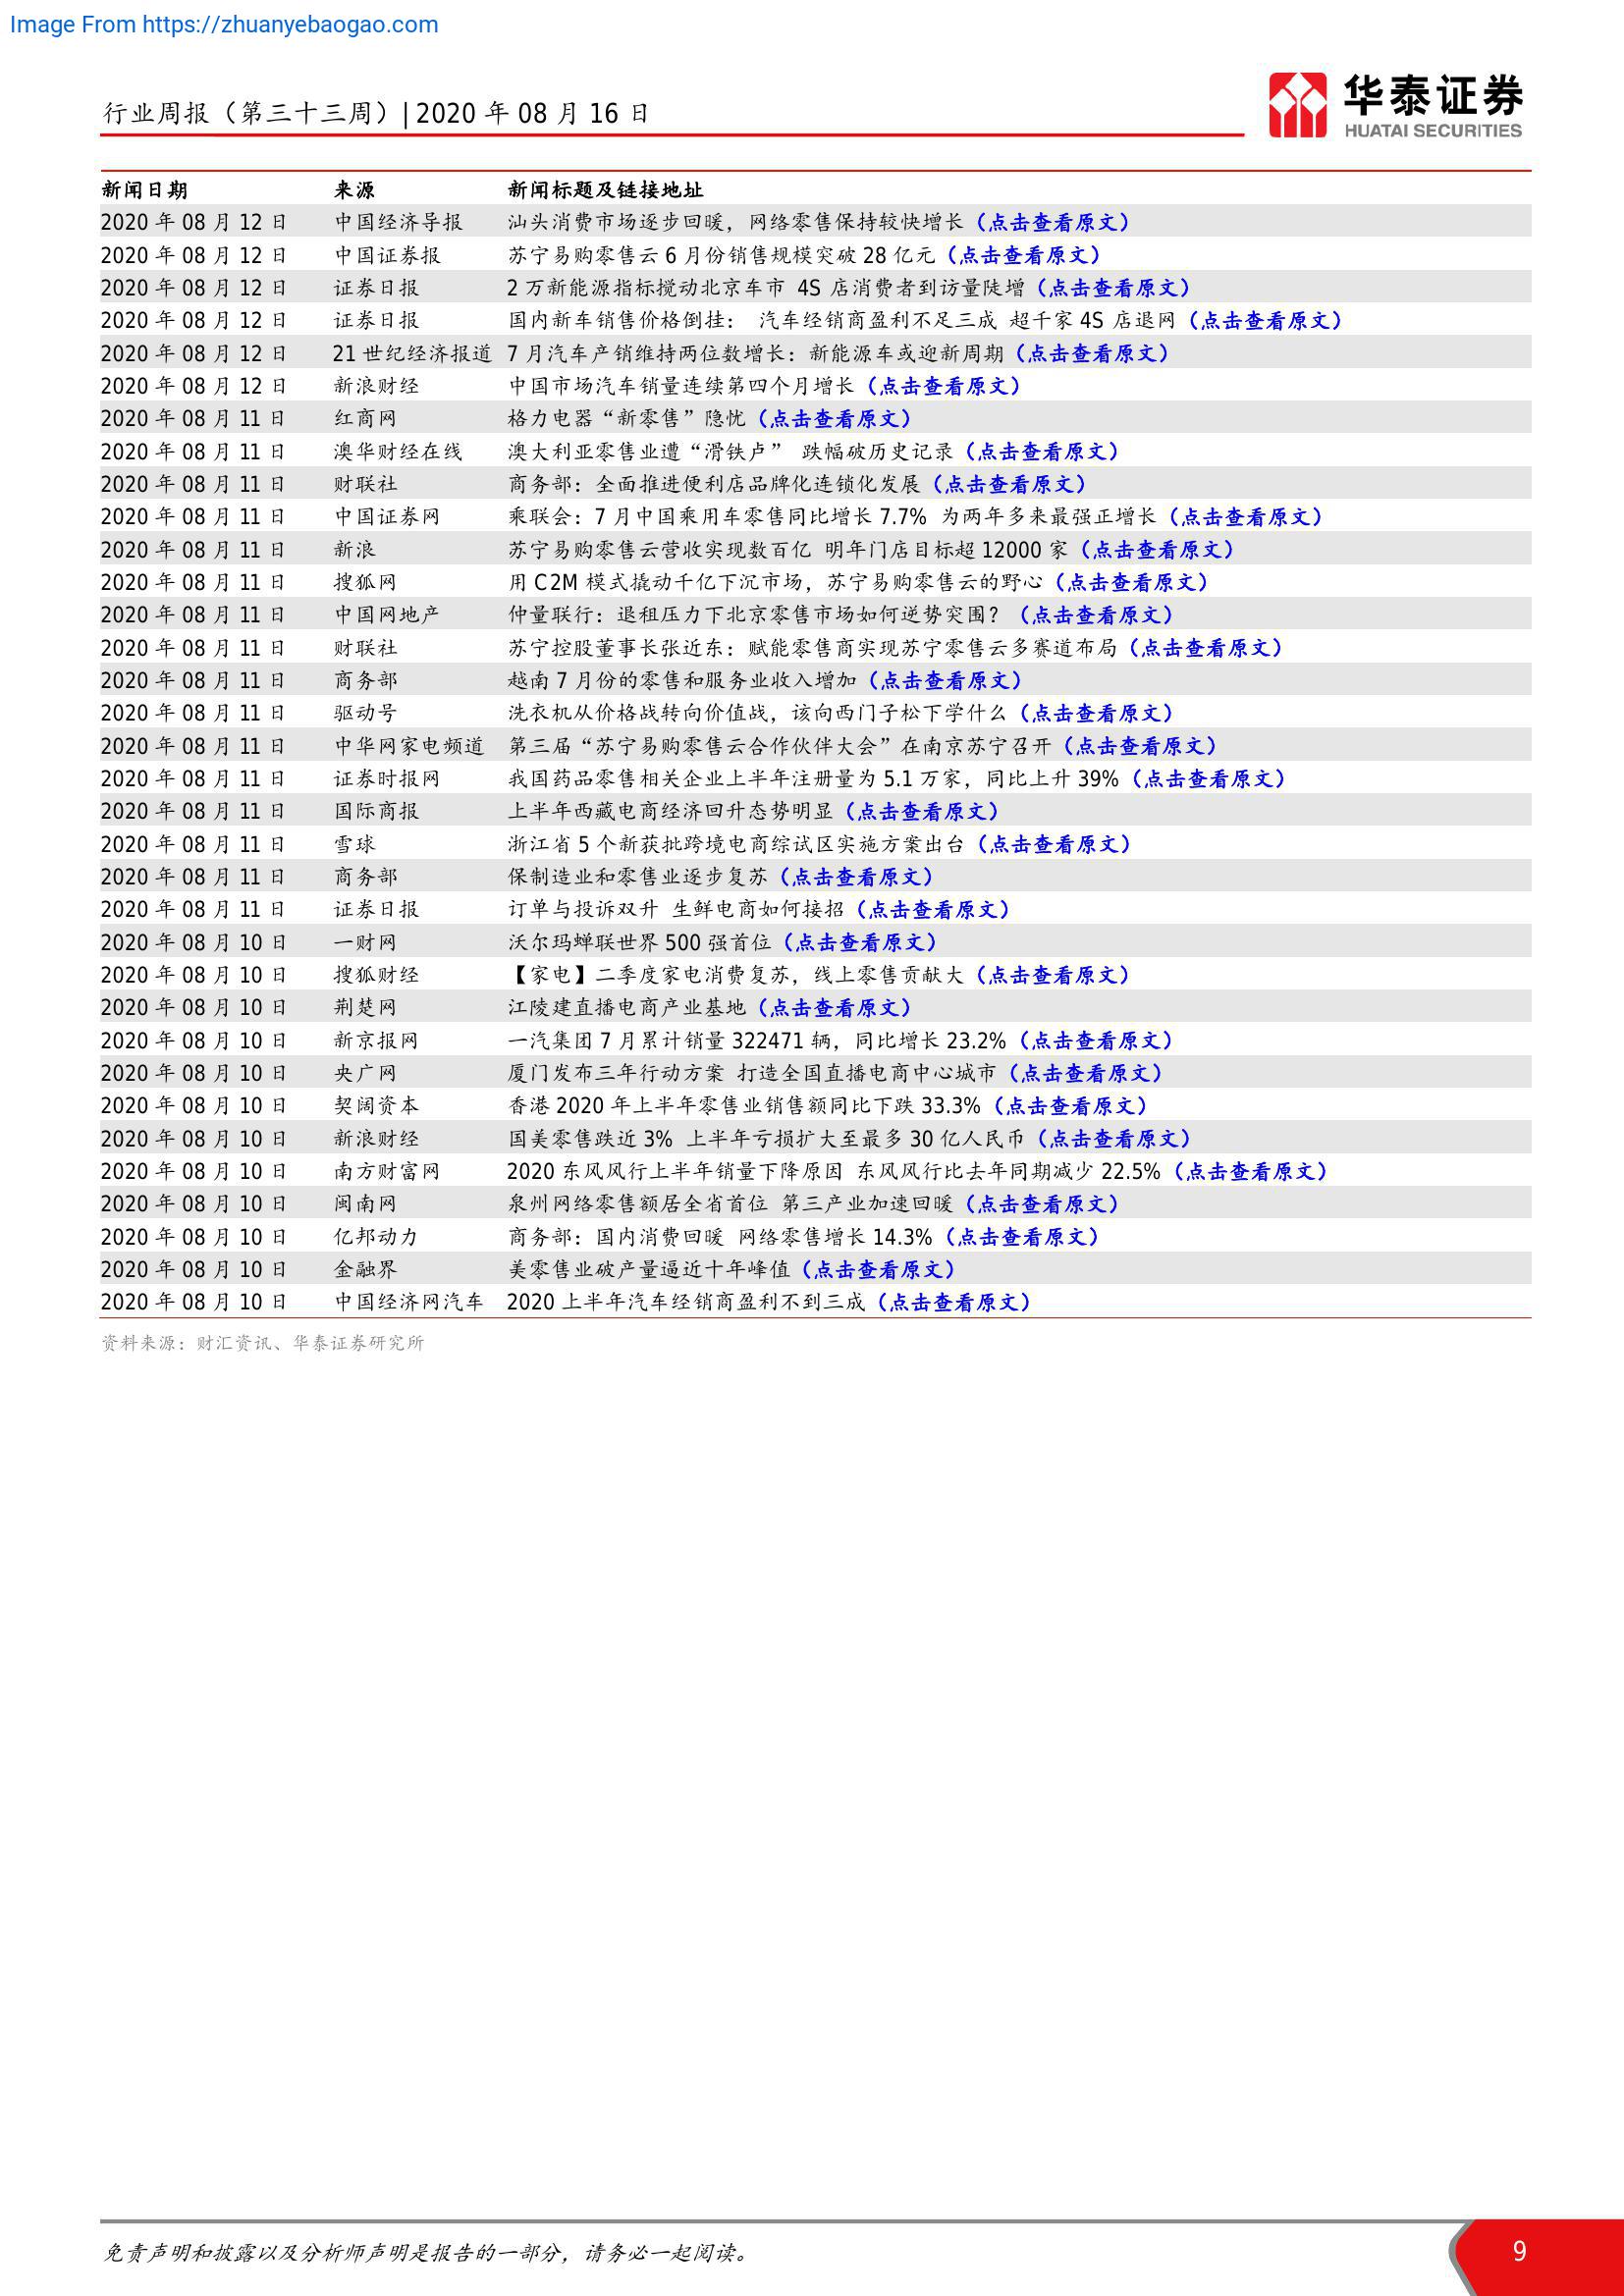 Image From https://zhuanyebaogao.com
行业周报（第三十三周）| 2020 年 08 月 16 日
华泰证券
HUATAI SECURITIES
新闻日期 来源 新闻标题及链接地址
2020 年 08 月 12 日 中国经济导报 汕头消费市场逐步回暖，网络零售保持较快增长（点击查看原文）
2020 年 08 月 12 日 中国证券报 苏宁易购零售云 6 月份销售规模突破 28 亿元（点击查看原文）
2020 年 08 月 12 日 证券日报 2 万新能源指标搅动北京车市 4S 店消费者到访量陡增（点击查看原文）
2020 年 08 月 12 日 证券日报 国内新车销售价格倒挂： 汽车经销商盈利不足三成 超千家 4S 店退网（点击查看原文）
2020 年 08 月 12 日 21 世纪经济报道 7 月汽车产销维持两位数增长：新能源车或迎新周期（点击查看原文）
2020 年 08 月 12 日 新浪财经 中国市场汽车销量连续第四个月增长（点击查看原文）
2020 年 08 月 11 日 红商网 格力电器“新零售”隐忧（点击查看原文）
2020 年 08 月 11 日 澳华财经在线 澳大利亚零售业遭“滑铁卢” 跌幅破历史记录（点击查看原文）
2020 年 08 月 11 日 财联社 商务部：全面推进便利店品牌化连锁化发展（点击查看原文）
2020 年 08 月 11 日 中国证券网 乘联会：7 月中国乘用车零售同比增长 7.7% 为两年多来最强正增长（点击查看原文）
2020 年 08 月 11 日 新浪 苏宁易购零售云营收实现数百亿 明年门店目标超 12000 家（点击查看原文）
2020 年 08 月 11 日 搜狐网 用 C2M 模式撬动千亿下沉市场，苏宁易购零售云的野心（点击查看原文）
2020 年 08 月 11 日 中国网地产 仲量联行：退租压力下北京零售市场如何逆势突围？（点击查看原文）
2020 年 08 月 11 日 财联社 苏宁控股董事长张近东：赋能零售商实现苏宁零售云多赛道布局（点击查看原文）
2020 年 08 月 11 日 商务部 越南 7 月份的零售和服务业收入增加（点击查看原文）
2020 年 08 月 11 日 驱动号 洗衣机从价格战转向价值战，该向西门子松下学什么（点击查看原文）
2020 年 08 月 11 日 中华网家电频道 第三届“苏宁易购零售云合作伙伴大会”在南京苏宁召开（点击查看原文）
2020 年 08 月 11 日 证券时报网 我国药品零售相关企业上半年注册量为 5.1 万家，同比上升 39%（点击查看原文）
2020 年 08 月 11 日 国际商报 上半年西藏电商经济回升态势明显（点击查看原文）
2020 年 08 月 11 日 雪球 浙江省 5 个新获批跨境电商综试区实施方案出台（点击查看原文）
2020 年 08 月 11 日 商务部 保制造业和零售业逐步复苏（点击查看原文）
2020 年 08 月 11 日 证券日报 订单与投诉双升 生鲜电商如何接招（点击查看原文）
2020 年 08 月 10 日 一财网 沃尔玛蝉联世界 500 强首位（点击查看原文）
2020 年 08 月 10 日 搜狐财经 【家电】二季度家电消费复苏，线上零售贡献大（点击查看原文）
2020 年 08 月 10 日 荆楚网 江陵建直播电商产业基地（点击查看原文）
2020 年 08 月 10 日 新京报网 一汽集团 7 月累计销量 322471 辆，同比增长 23.2%（点击查看原文）
2020 年 08 月 10 日 央广网 厦门发布三年行动方案 打造全国直播电商中心城市（点击查看原文）
2020 年 08 月 10 日 契阔资本 香港 2020 年上半年零售业销售额同比下跌 33.3%（点击查看原文）
2020 年 08 月 10 日 新浪财经 国美零售跌近 3% 上半年亏损扩大至最多 30 亿人民币（点击查看原文）
2020 年 08 月 10 日 南方财富网 2020 东风风行上半年销量下降原因 东风风行比去年同期减少 22.5%（点击查看原文）
2020 年 08 月 10 日 闽南网 泉州网络零售额居全省首位 第三产业加速回暖（点击查看原文）
2020 年 08 月 10 日 亿邦动力 商务部：国内消费回暖 网络零售增长 14.3%（点击查看原文）
2020 年 08 月 10 日 金融界 美零售业破产量逼近十年峰值（点击查看原文）
2020 年 08 月 10 日 中国经济网汽车 2020 上半年汽车经销商盈利不到三成（点击查看原文）
资料来源：财汇资讯、华泰证券研究所
免责声明和披露以及分析师声明是报告的一部分，请务必一起阅读。
9